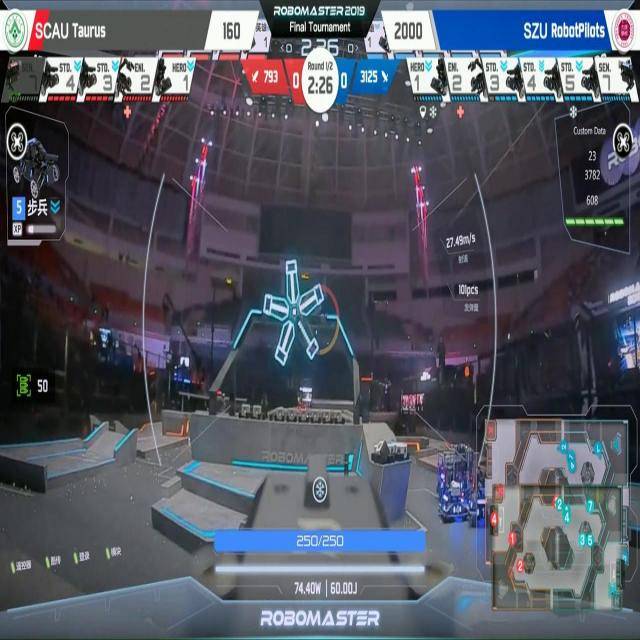 ROBOMASTER 2019
SCAU Taurus
160
Final Tournament
2000
SZU RobotPilots
STD.
4
STD.
3
ENI.
2
HERO
1
793
0
Round 1/2
2:26
0
3125
HERO
1
ENI.
2
STD.
3
STD.
4
STD.
5
SEN.
7
Custom Data
23
3782
608
5 步兵
XP
27.49m/s
101pcs
50
ROBOMASTER
250/250
74.40W | 60.00J
ROBOMASTER